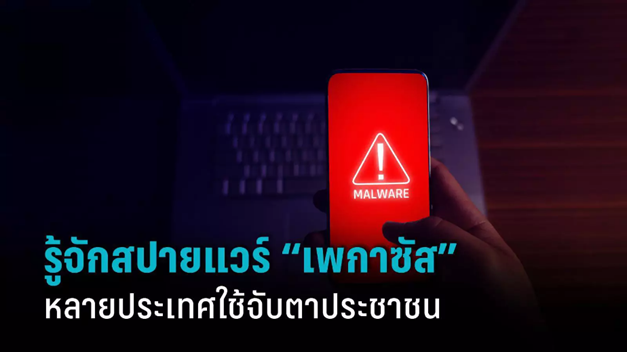 MALWARE
รู้จักสปายแวร์ “เพกาซัส”
หลายประเทศใช้จับตาประชาชน